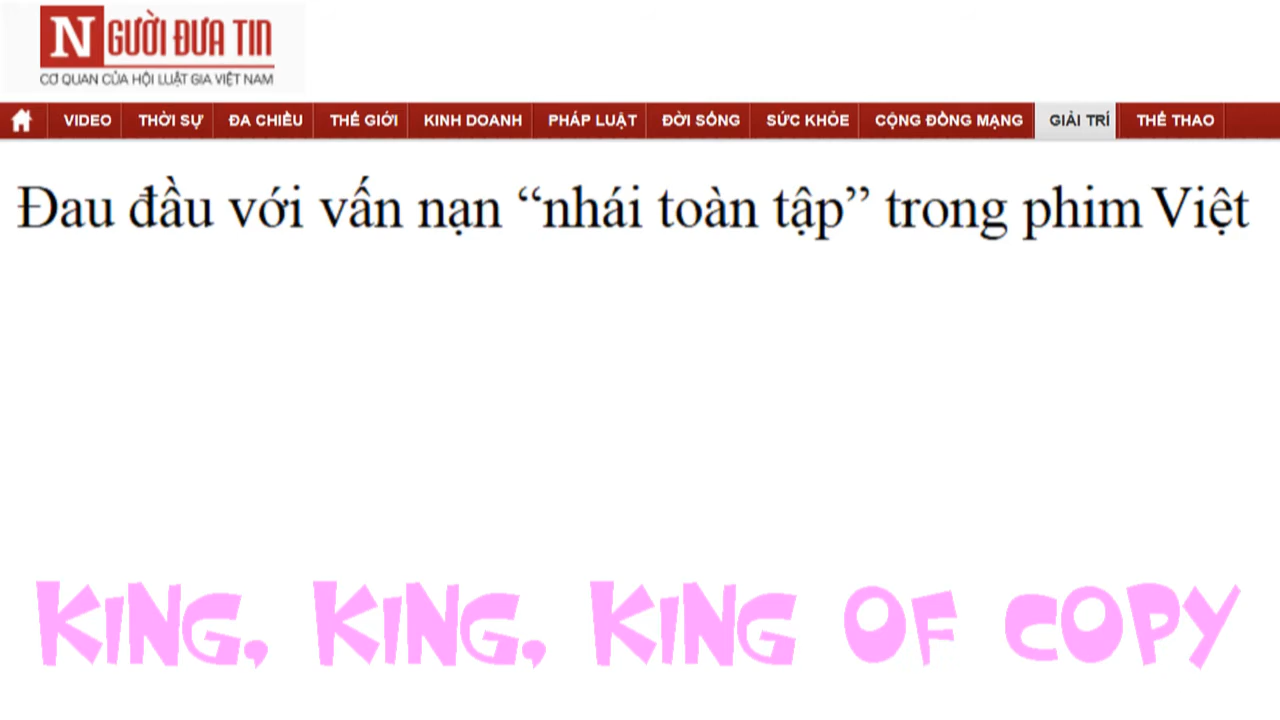 NGƯỜI ĐƯA TIN
CƠ QUAN CỦA HỘI LUẬT GIA VIỆT NAM
VIDEO THỜI SỰ ĐA CHIỀU THẾ GIỚI KINH DOANH PHÁP LUẬT ĐỜI SỐNG SỨC KHỎE CỘNG ĐỒNG MẠNG GIẢI TRÍ THỂ THAO
Đau đầu với vấn nạn “nhái toàn tập” trong phim Việt
KING, KING, KING OF COPY